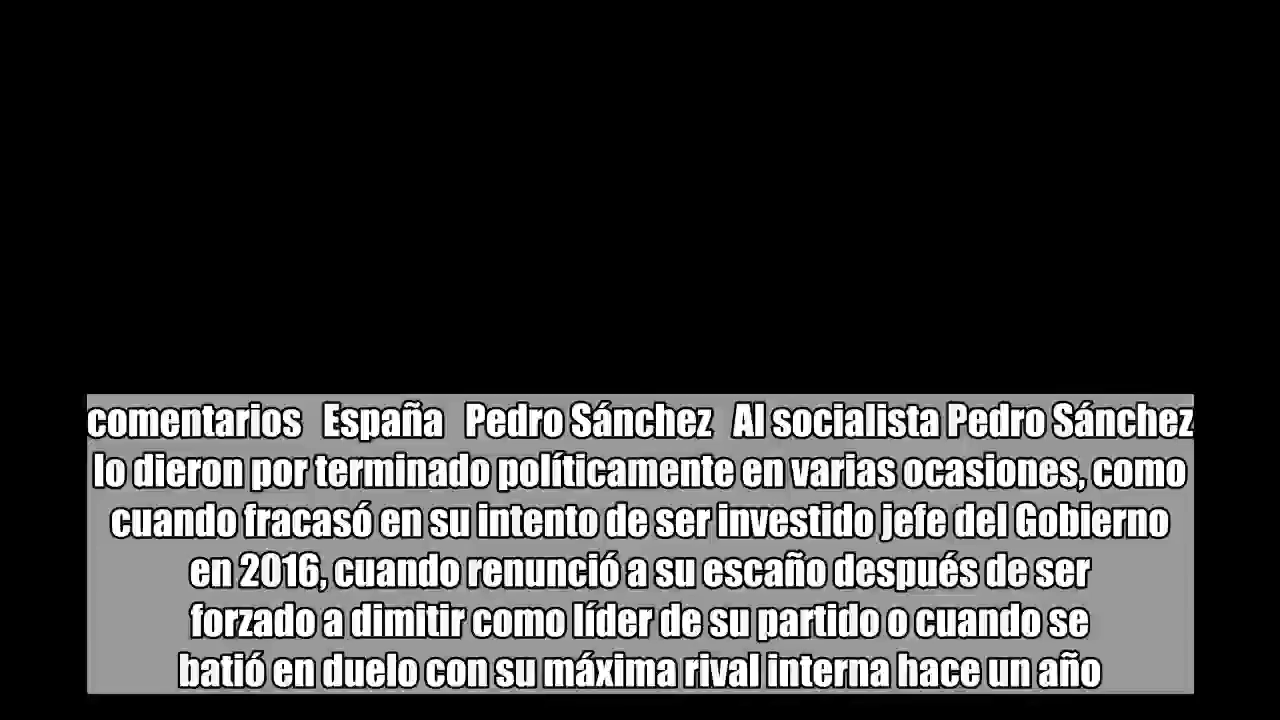 comentarios España Pedro Sánchez Al socialista Pedro Sánchez
lo dieron por terminado políticamente en varias ocasiones, como
cuando fracasó en su intento de ser investido jefe del Gobierno
en 2016, cuando renunció a su escaño después de ser
forzado a dimitir como líder de su partido o cuando se
batió en duelo con su máxima rival interna hace un año